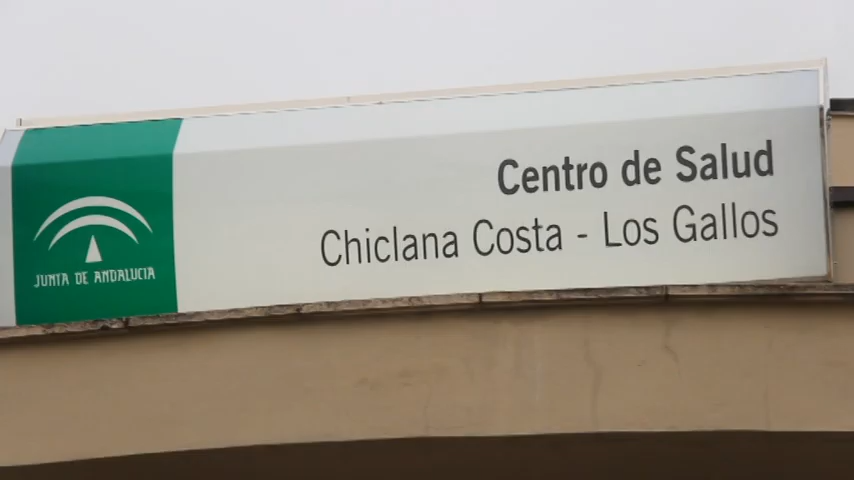 JUNTA DE ANDALUCIA
Centro de Salud
Chiclana Costa - Los Gallos